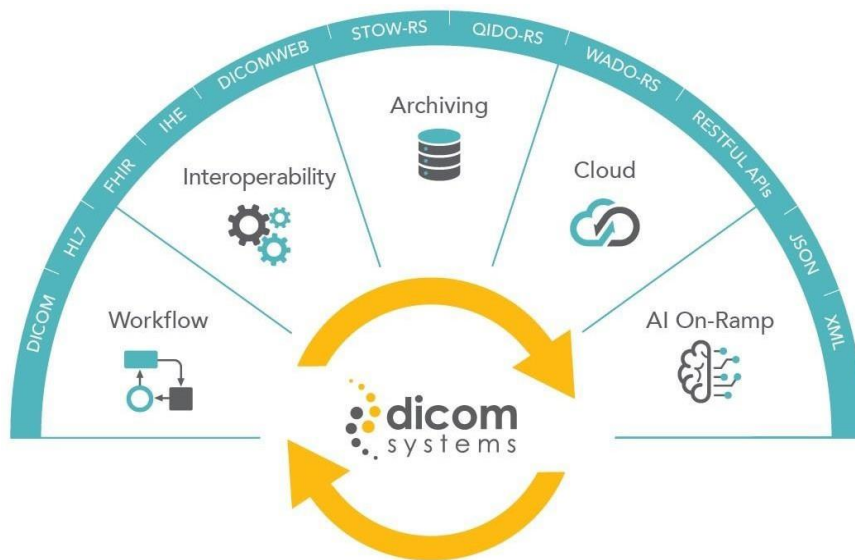 DICOM
HL7
FHIR
IHE
DICOMWEB
STOW-RS
QIDO-RS
WADO-RS
RESTFUL APIs
JSON
XML
Workflow
Interoperability
Archiving
Cloud
AI On-Ramp
dicom
systems